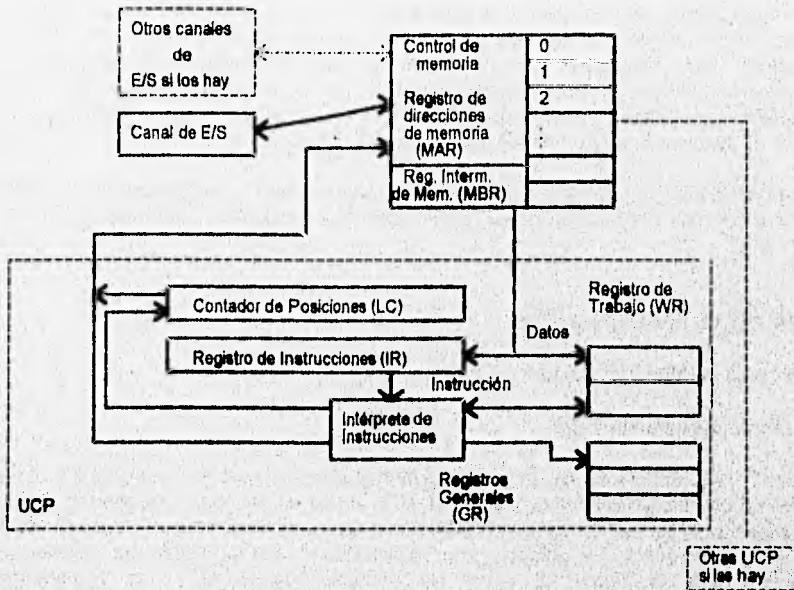 Otros canales
de
E/S si los hay
Canal de E/S
Control de
memoria
Registro de
direcciones
de memoria
(MAR)
Reg. Interm.
de Mem. (MBR)
0
1
2
Contador de Posiciones (LC)
Registro de Instrucciones (IR)
Intérprete de
Instrucciones
Datos
Instrucción
Registro de
Trabajo (WR)
Registros
Generales
(GR)
UCP
Otras UCP
si las hay